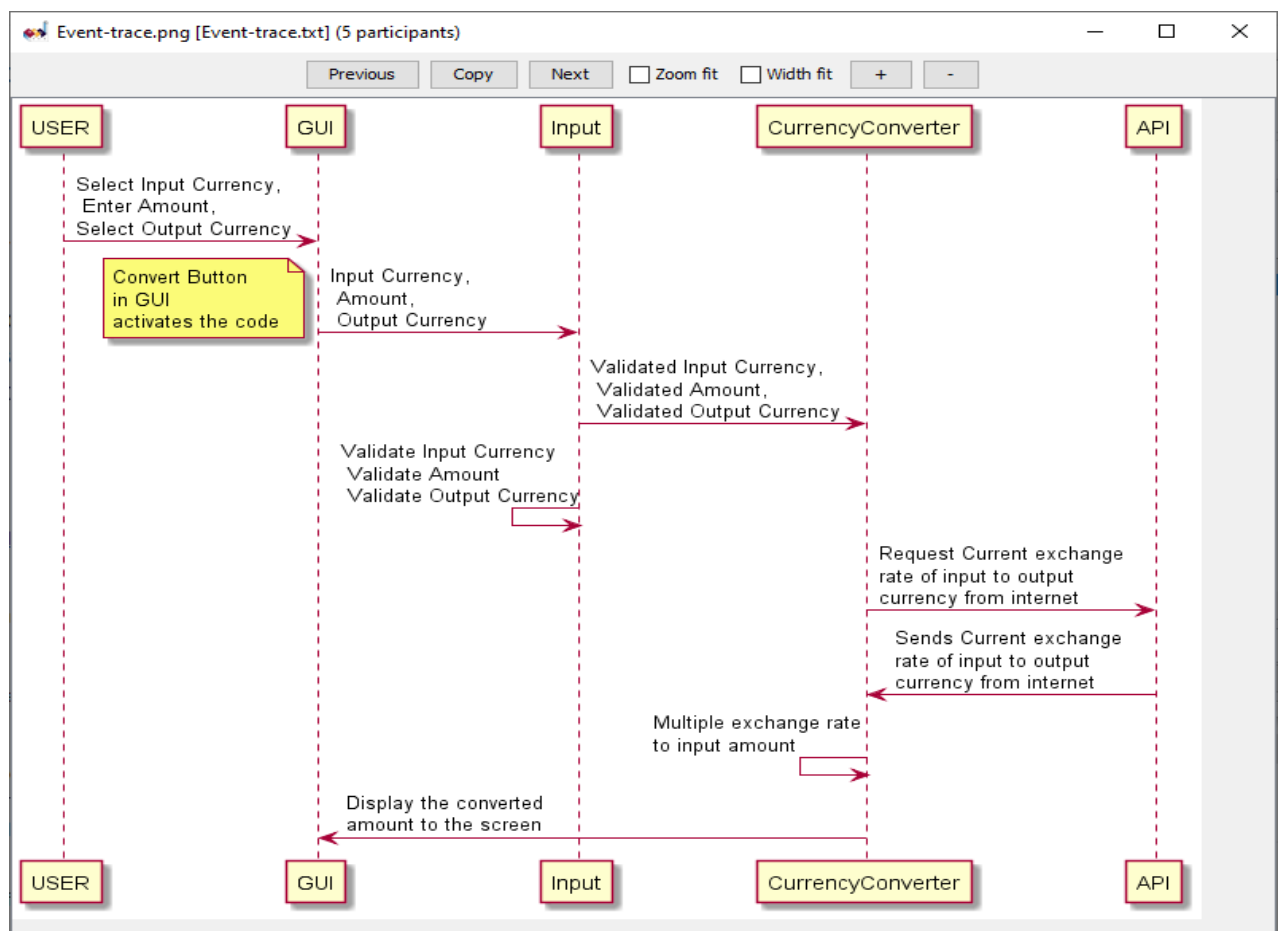 Event-trace.png [Event-trace.txt] (5 participants)
Previous Copy Next Zoom fit Width fit + -
USER GUI Input CurrencyConverter API
Select Input Currency,
Enter Amount,
Select Output Currency
Convert Button
in GUI
activates the code
Input Currency,
Amount,
Output Currency
Validated Input Currency,
Validated Amount,
Validated Output Currency
Validate Input Currency
Validate Amount
Validate Output Currency
Request Current exchange
rate of input to output
currency from internet
Sends Current exchange
rate of input to output
currency from internet
Multiple exchange rate
to input amount
Display the converted
amount to the screen
USER GUI Input CurrencyConverter API